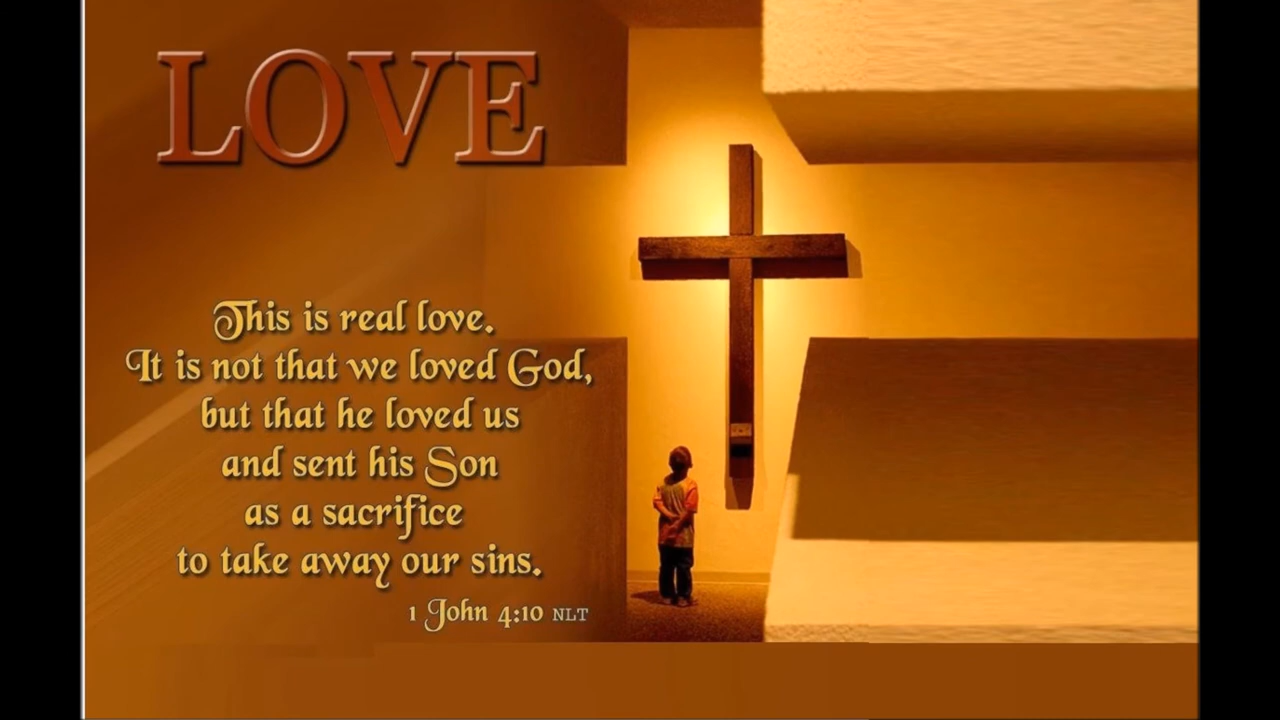 LOVE
This is real love.
It is not that we loved God,
but that he loved us
and sent his Son
as a sacrifice
to take away our sins.
1 John 4:10 NLT